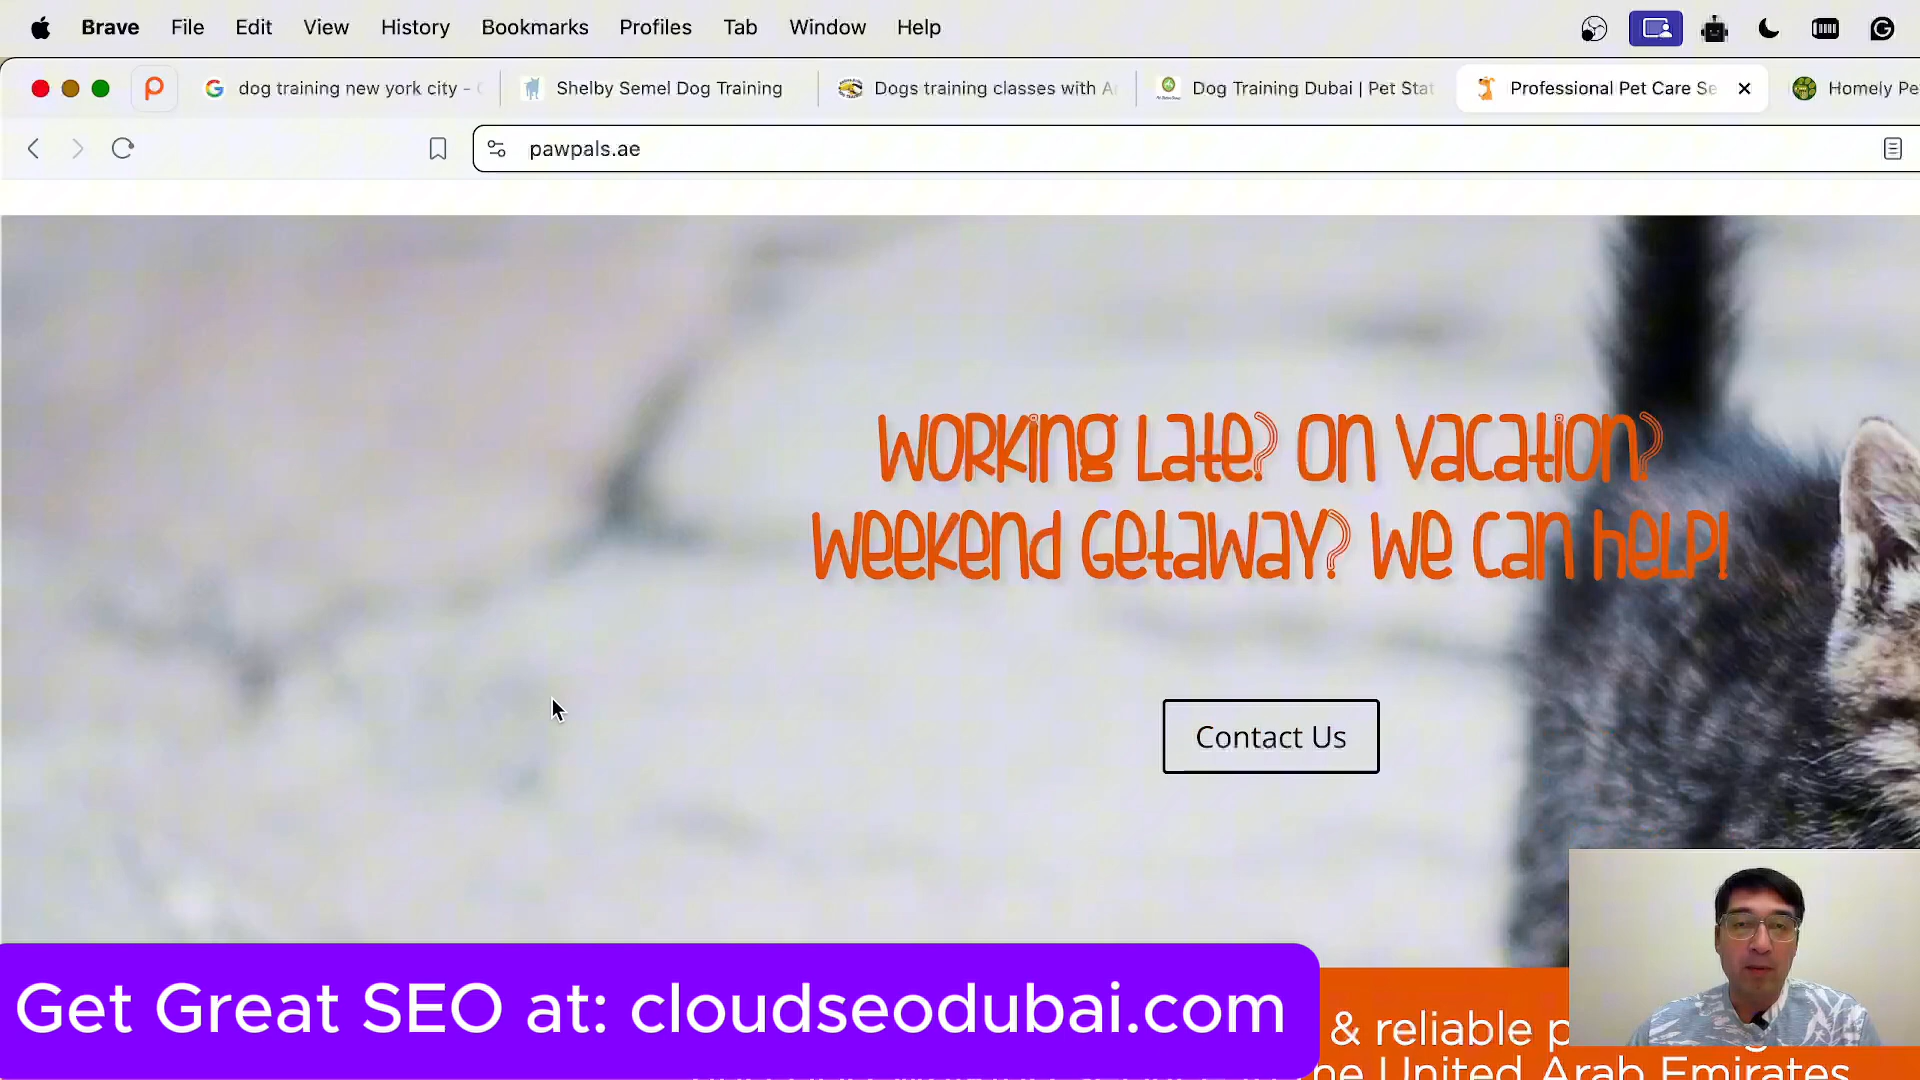 Brave File Edit View History Bookmarks Profiles Tab Window Help
dog training new york city -
Shelby Semel Dog Training
Dogs training classes with
Dog Training Dubai | Pet Stat
Professional Pet Care Se
Homely Pe
pawpals.ae
Working Late? On Vacation?
Weekend Getaway? We Can Help!
Contact Us
Get Great SEO at: cloudseodubai.com
& reliable
United Arab Emirates